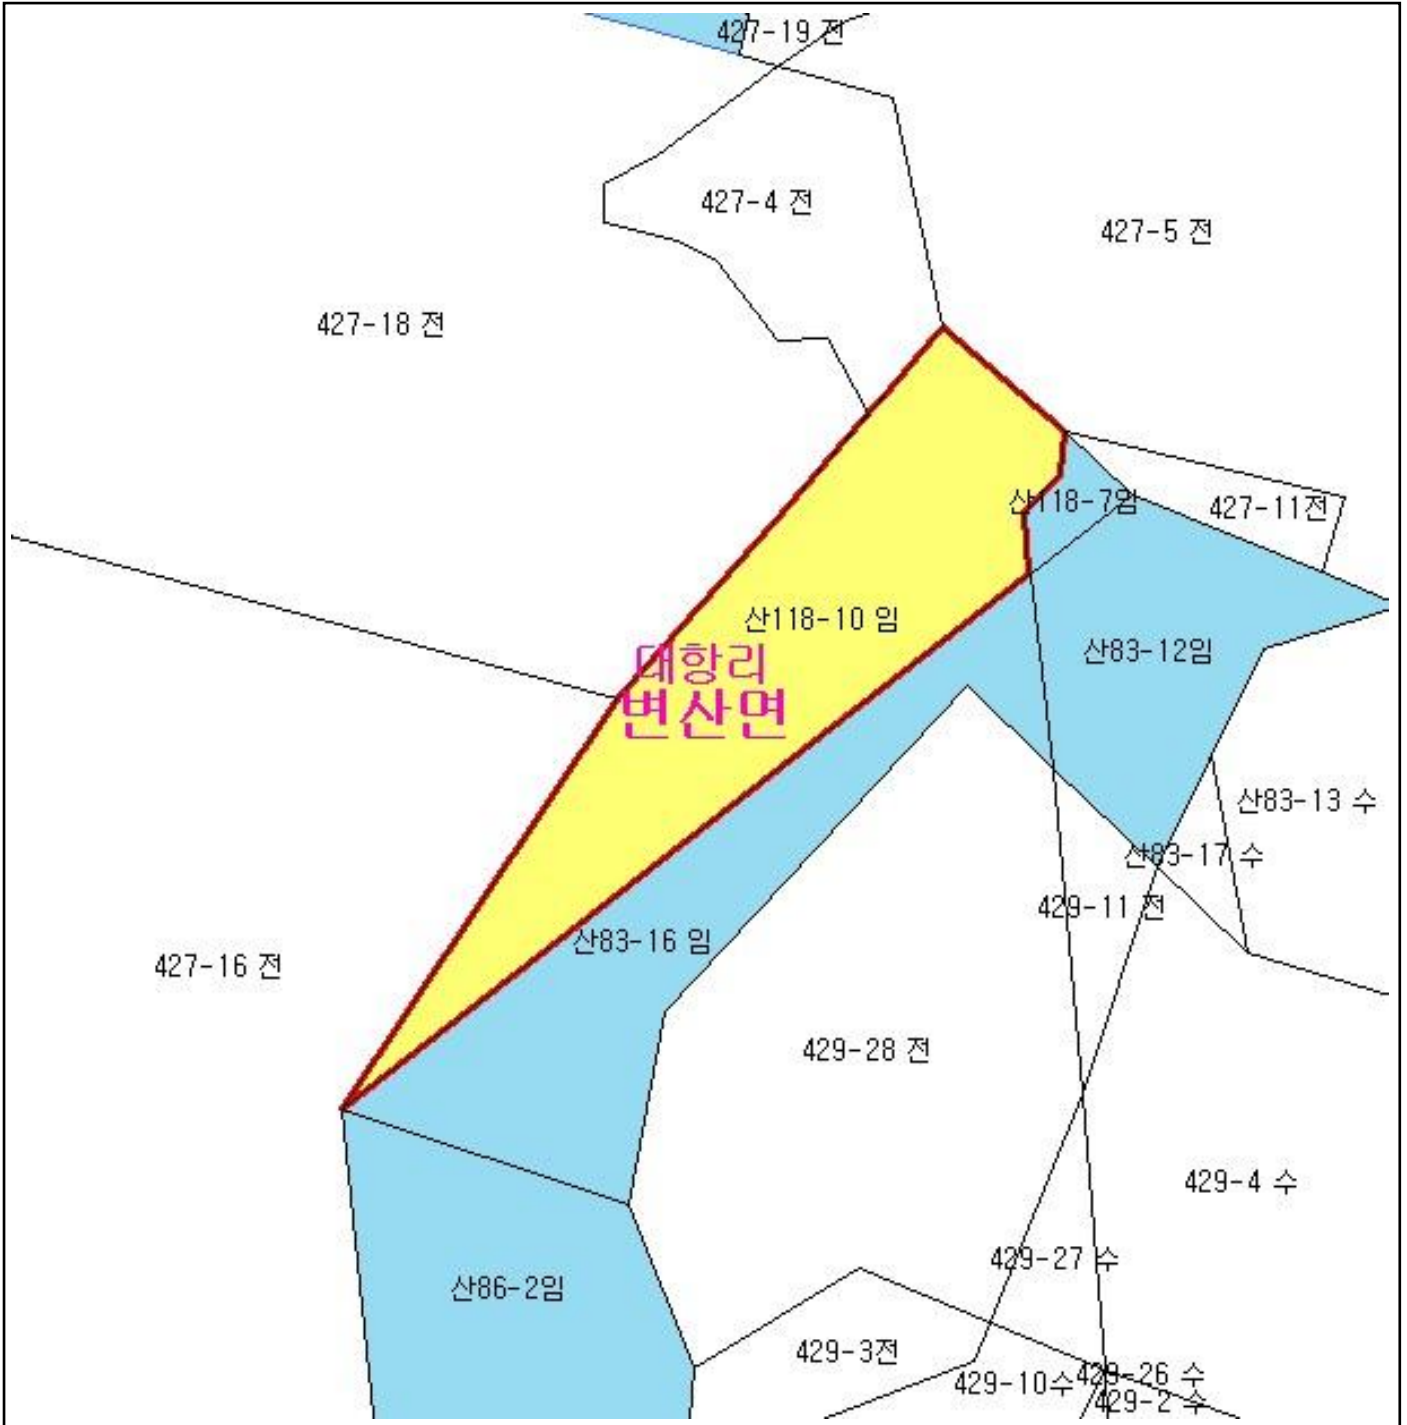 427-19 전
427-4 전
427-5 전
427-18 전
산118-7임
427-11전
산118-10 임
대항리
변산면
산83-12임
산83-13 수
산83-17 수
429-11 전
산83-16 임
427-16 전
429-28 전
429-4 수
429-27 수
산86-2임
429-3전
429-10수
429-26 수
429-2 수